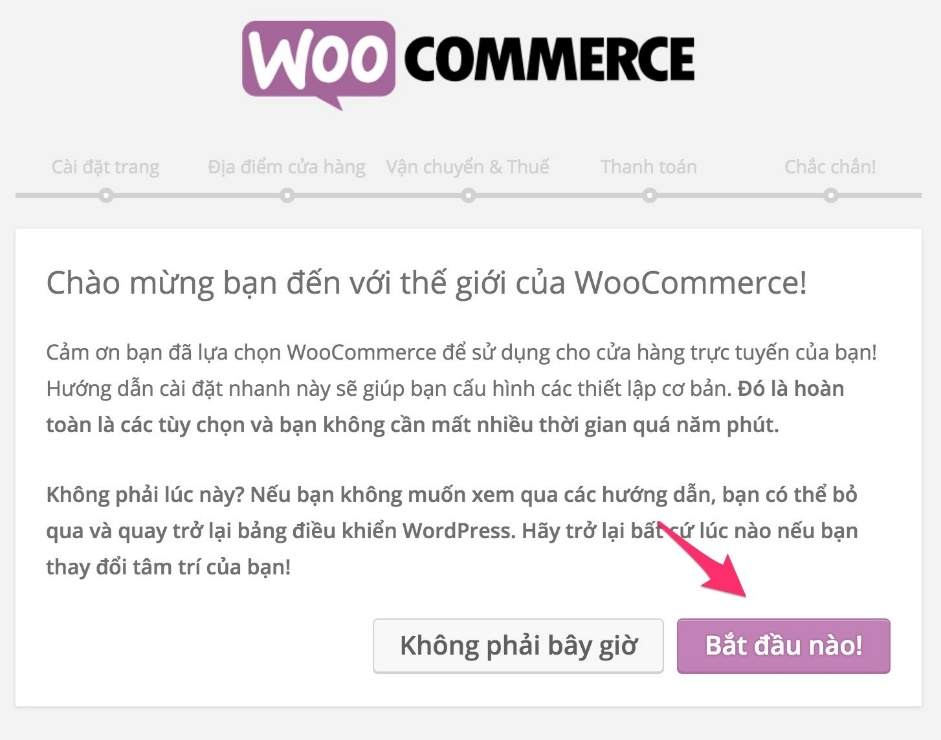 WOO COMMERCE
Cài đặt trang Địa điểm cửa hàng Vận chuyển & Thuế Thanh toán Chắc chắn!
Chào mừng bạn đến với thế giới của WooCommerce!
Cảm ơn bạn đã lựa chọn WooCommerce để sử dụng cho cửa hàng trực tuyến của bạn!
Hướng dẫn cài đặt nhanh này sẽ giúp bạn cấu hình các thiết lập cơ bản. Đó là hoàn
toàn là các tùy chọn và bạn không cần mất nhiều thời gian quá năm phút.
Không phải lúc này? Nếu bạn không muốn xem qua các hướng dẫn, bạn có thể bỏ
qua và quay trở lại bảng điều khiển WordPress. Hãy trở lại bất cứ lúc nào nếu bạn
thay đổi tâm trí của bạn!
Không phải bây giờ Bắt đầu nào!